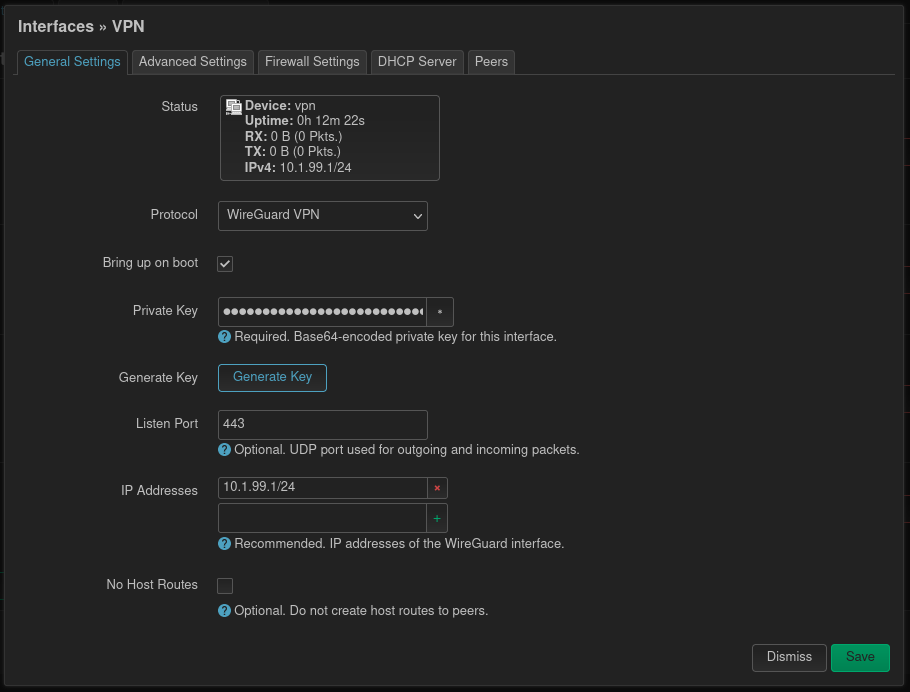 Interfaces » VPN
General Settings Advanced Settings Firewall Settings DHCP Server Peers
Status
Device: vpn
Uptime: 0h 12m 22s
RX: 0 B (0 Pkts.)
TX: 0 B (0 Pkts.)
IPv4: 10.1.99.1/24
Protocol WireGuard VPN
Bring up on boot
Private Key
Required. Base64-encoded private key for this interface.
Generate Key Generate Key
Listen Port 443
Optional. UDP port used for outgoing and incoming packets.
IP Addresses 10.1.99.1/24
Recommended. IP addresses of the WireGuard interface.
No Host Routes
Optional. Do not create host routes to peers.
Dismiss Save